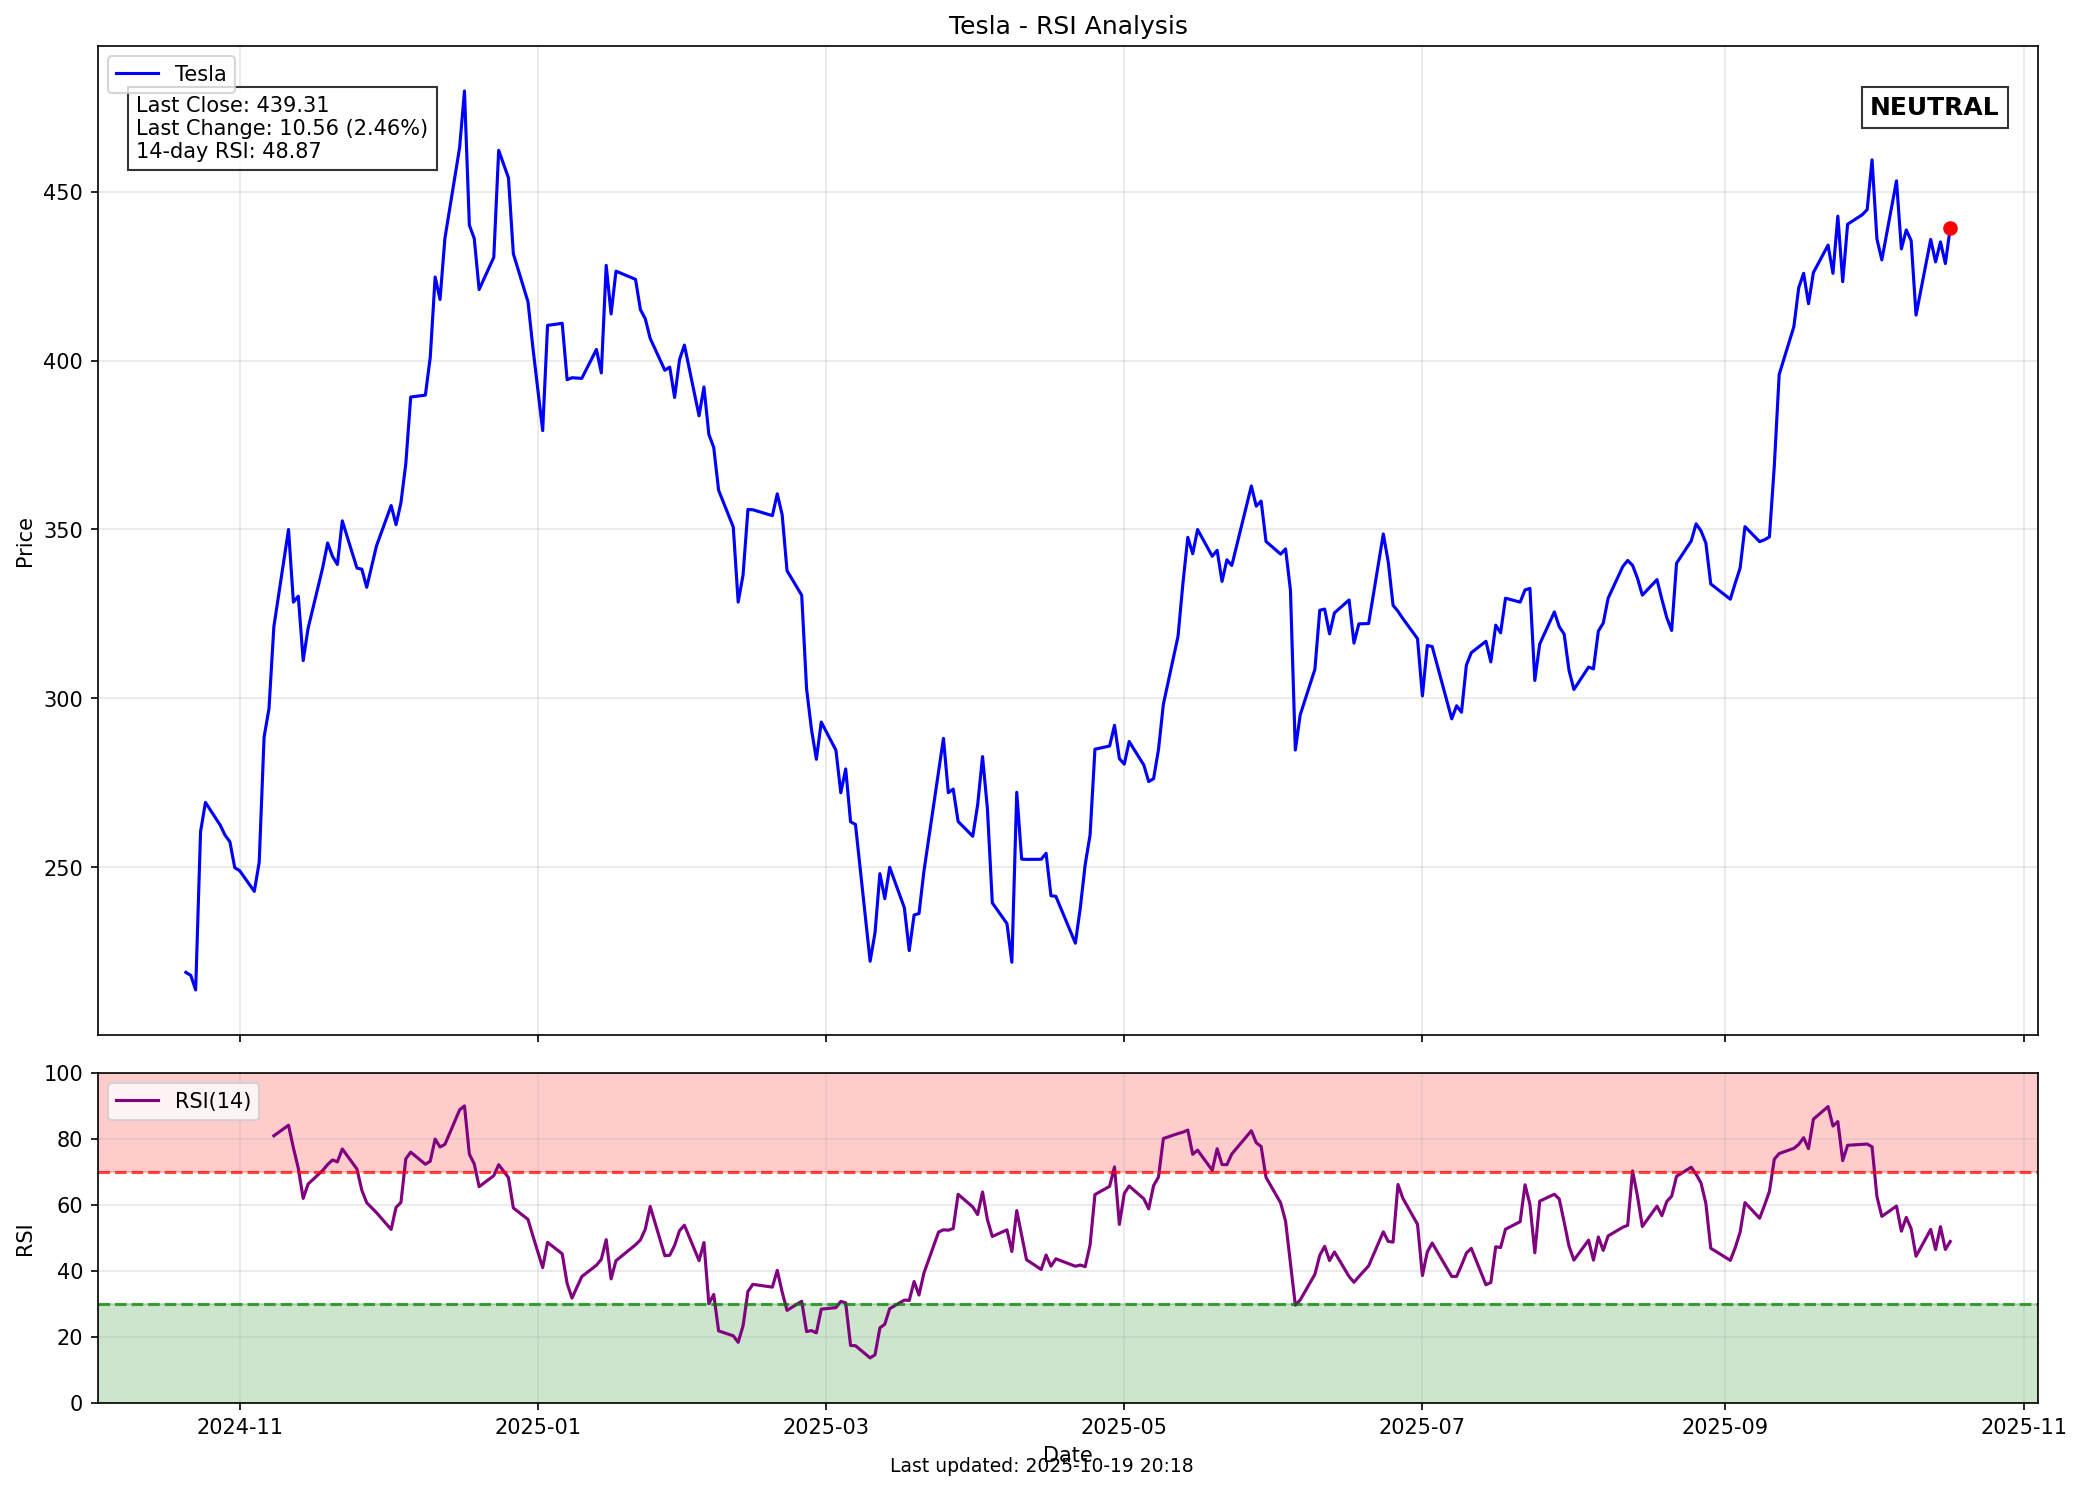 Tesla - RSI Analysis
Tesla
Last Close: 439.31
Last Change: 10.56 (2.46%)
14-day RSI: 48.87
NEUTRAL
Price
450
400
350
300
250
RSI(14)
RSI
100
80
60
40
20
0
2024-11
2025-01
2025-03
2025-05
2025-07
2025-09
2025-11
Date
Last updated: 2025-10-19 20:18